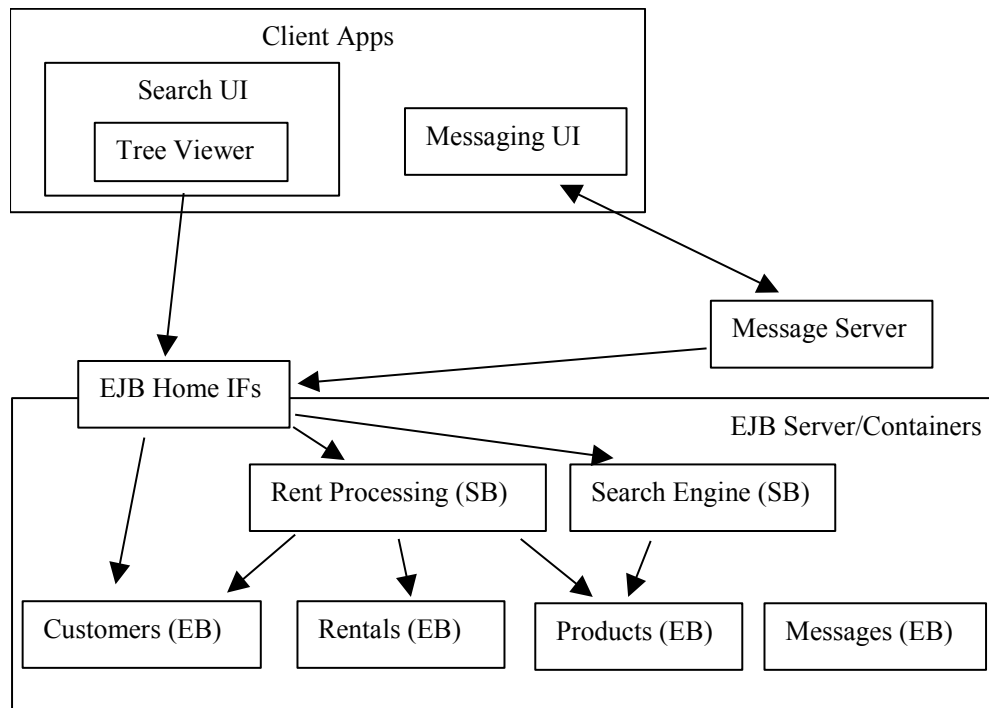 Client Apps
Search UI
Tree Viewer
Messaging UI
Message Server
EJB Home IFs
EJB Server/Containers
Rent Processing (SB)
Search Engine (SB)
Customers (EB)
Rentals (EB)
Products (EB)
Messages (EB)